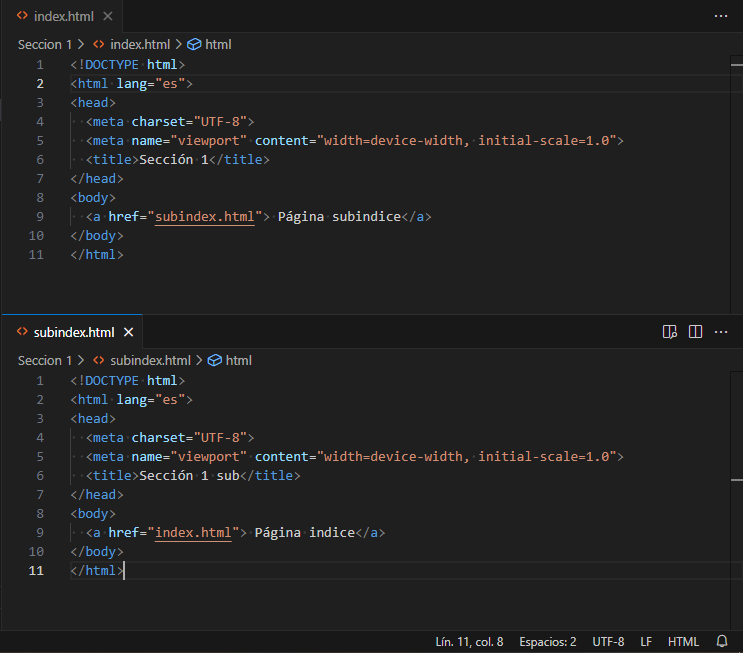 index.html
Seccion 1 > index.html > html
1 <!DOCTYPE html>
2 <html lang="es">
3 <head>
4   <meta charset="UTF-8">
5   <meta name="viewport" content="width=device-width, initial-scale=1.0">
6   <title>Sección 1</title>
7 </head>
8 <body>
9   <a href="subindex.html"> Página subindice</a>
10 </body>
11 </html>
subindex.html
Seccion 1 > subindex.html > html
1 <!DOCTYPE html>
2 <html lang="es">
3 <head>
4   <meta charset="UTF-8">
5   <meta name="viewport" content="width=device-width, initial-scale=1.0">
6   <title>Sección 1 sub</title>
7 </head>
8 <body>
9   <a href="index.html"> Página indice</a>
10 </body>
11 </html>
Lín. 11, col. 8 Espacios: 2 UTF-8 LF HTML